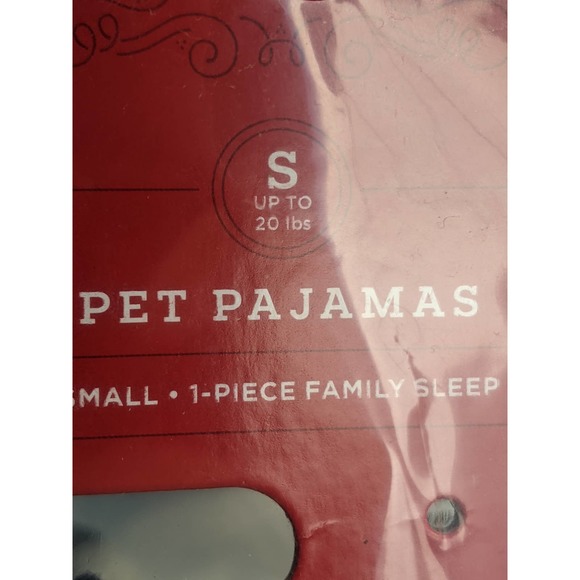 S
UP TO
20 lbs
PET PAJAMAS
SMALL • 1-PIECE FAMILY SLEEP